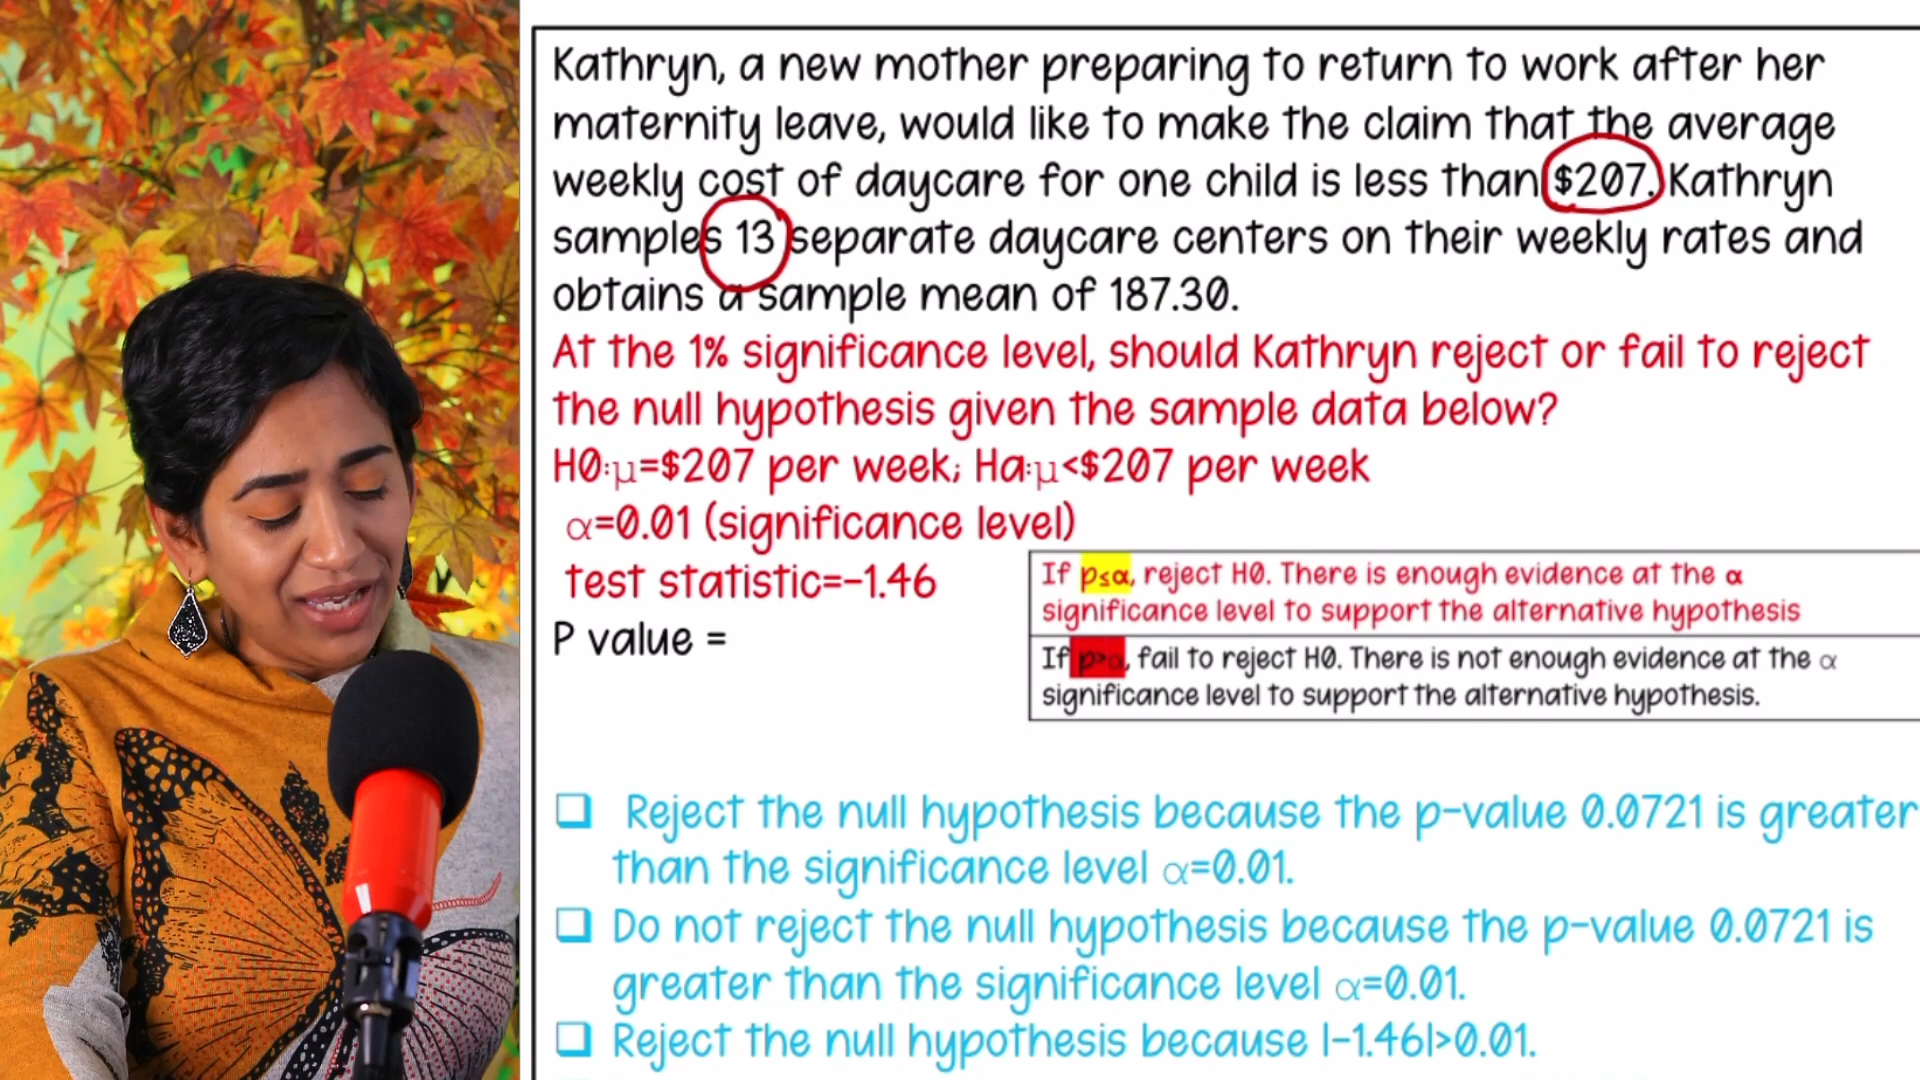 Kathryn, a new mother preparing to return to work after her
maternity leave, would like to make the claim that the average
weekly cost of daycare for one child is less than $207. Kathryn
samples 13 separate daycare centers on their weekly rates and
obtains a sample mean of 187.30.
At the 1% significance level, should Kathryn reject or fail to reject
the null hypothesis given the sample data below?
H0:μ=$207 per week; Ha:μ<$207 per week
α=0.01 (significance level)
test statistic=−1.46
P value =
If p≤α, reject H0. There is enough evidence at the α
significance level to support the alternative hypothesis
If p>α, fail to reject H0. There is not enough evidence at the α
significance level to support the alternative hypothesis.
❑ Reject the null hypothesis because the p-value 0.0721 is greater
than the significance level α=0.01.
❑ Do not reject the null hypothesis because the p-value 0.0721 is
greater than the significance level α=0.01.
❑ Reject the null hypothesis because |−1.46|>0.01.